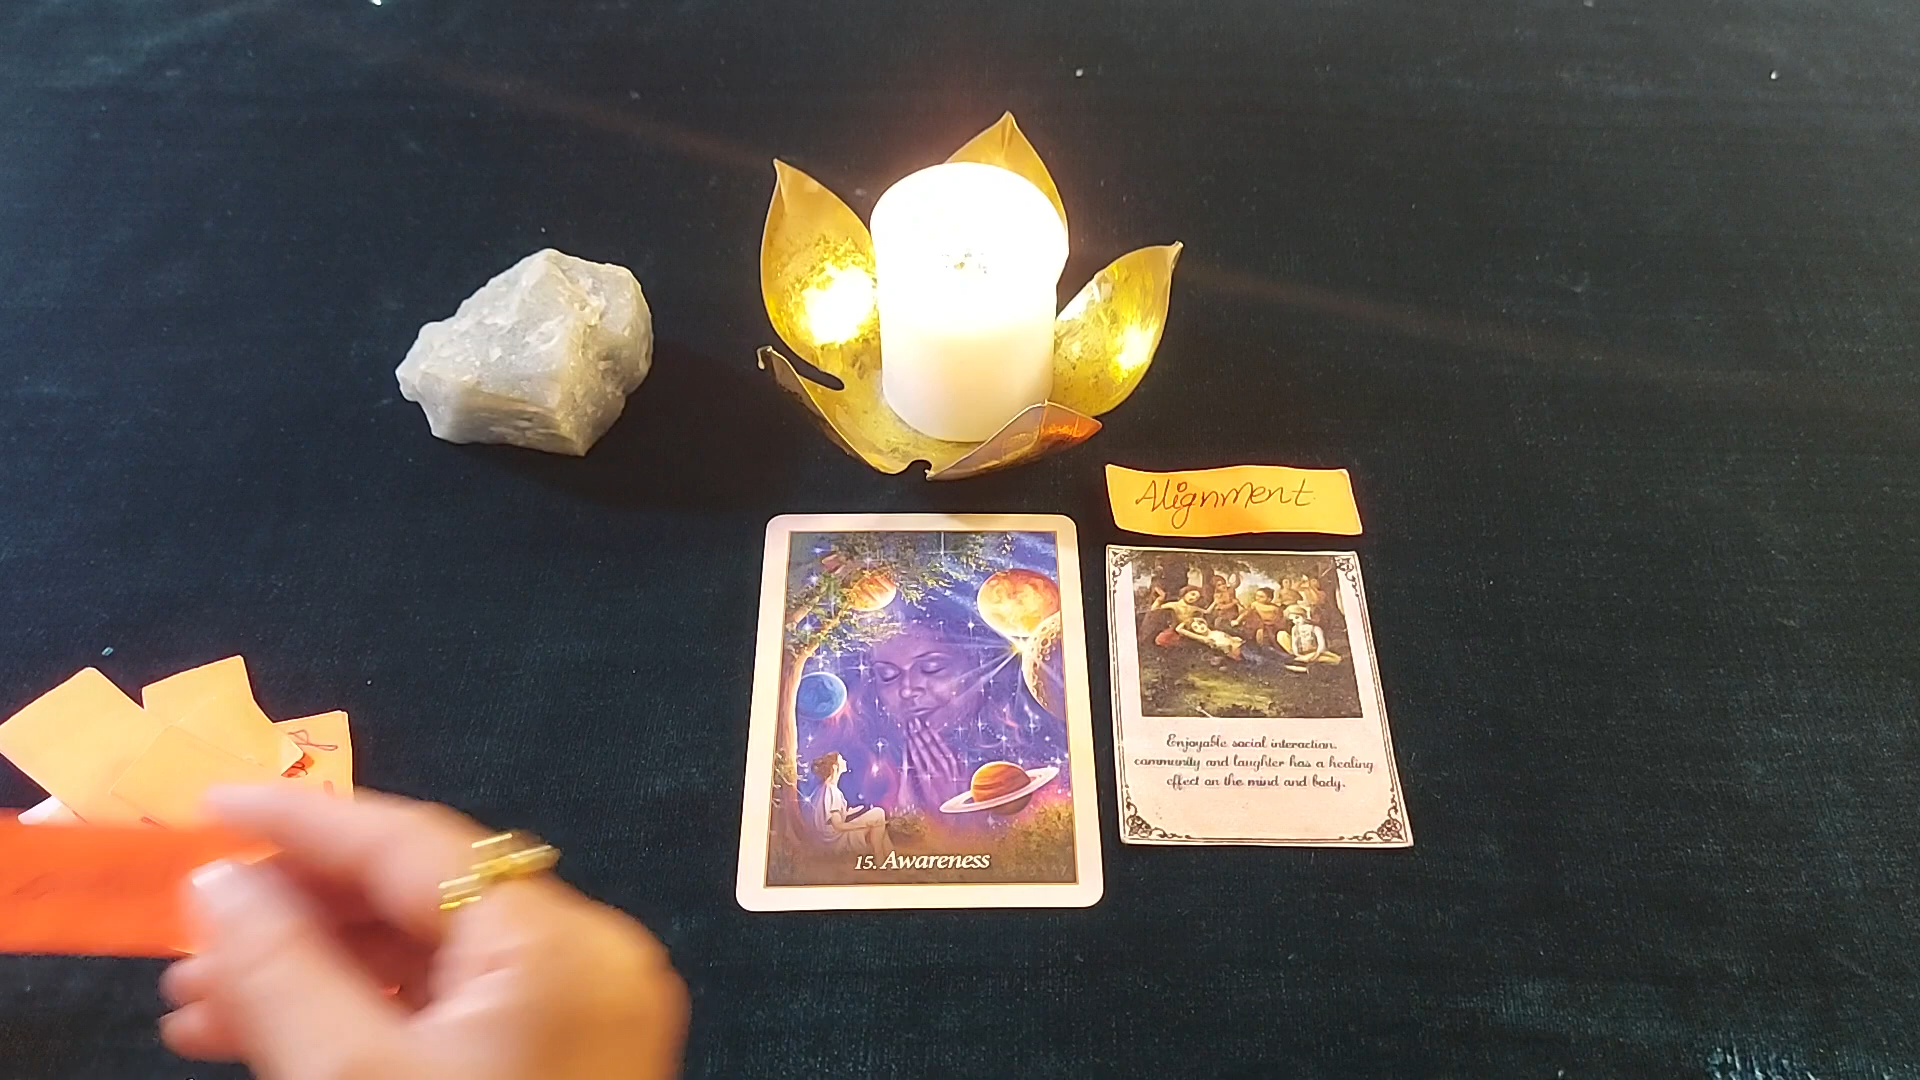 Alignment
15. Awareness
Enjoyable social interaction.
community and laughter has a healing
effect on the mind and body.